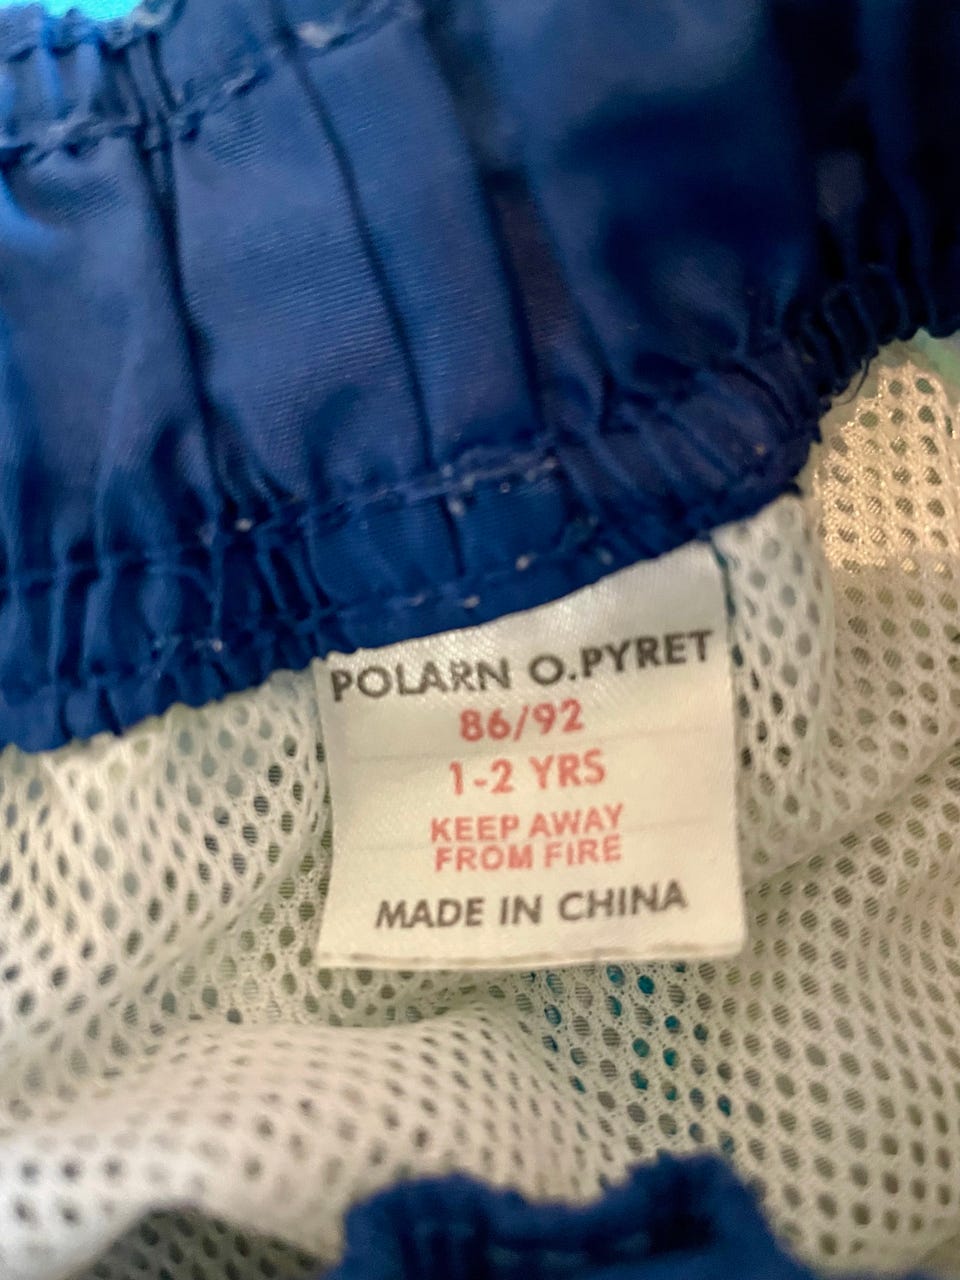 POLARN O.PYRET
86/92
1-2 YRS
KEEP AWAY
FROM FIRE
MADE IN CHINA